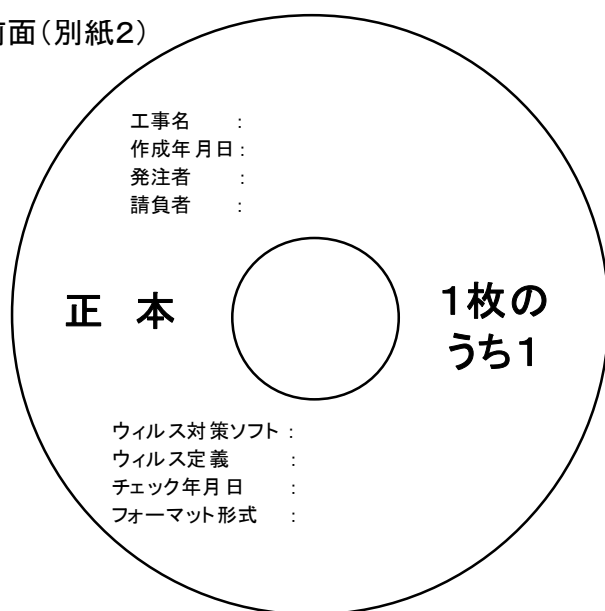 面(別紙2)
工事名　　:
作成年月日:
発注者　　:
請負者　　:
正　本
1枚の
うち1
ウィルス対策ソフト:
ウィルス定義　　:
チェック年月日　:
フォーマット形式　: